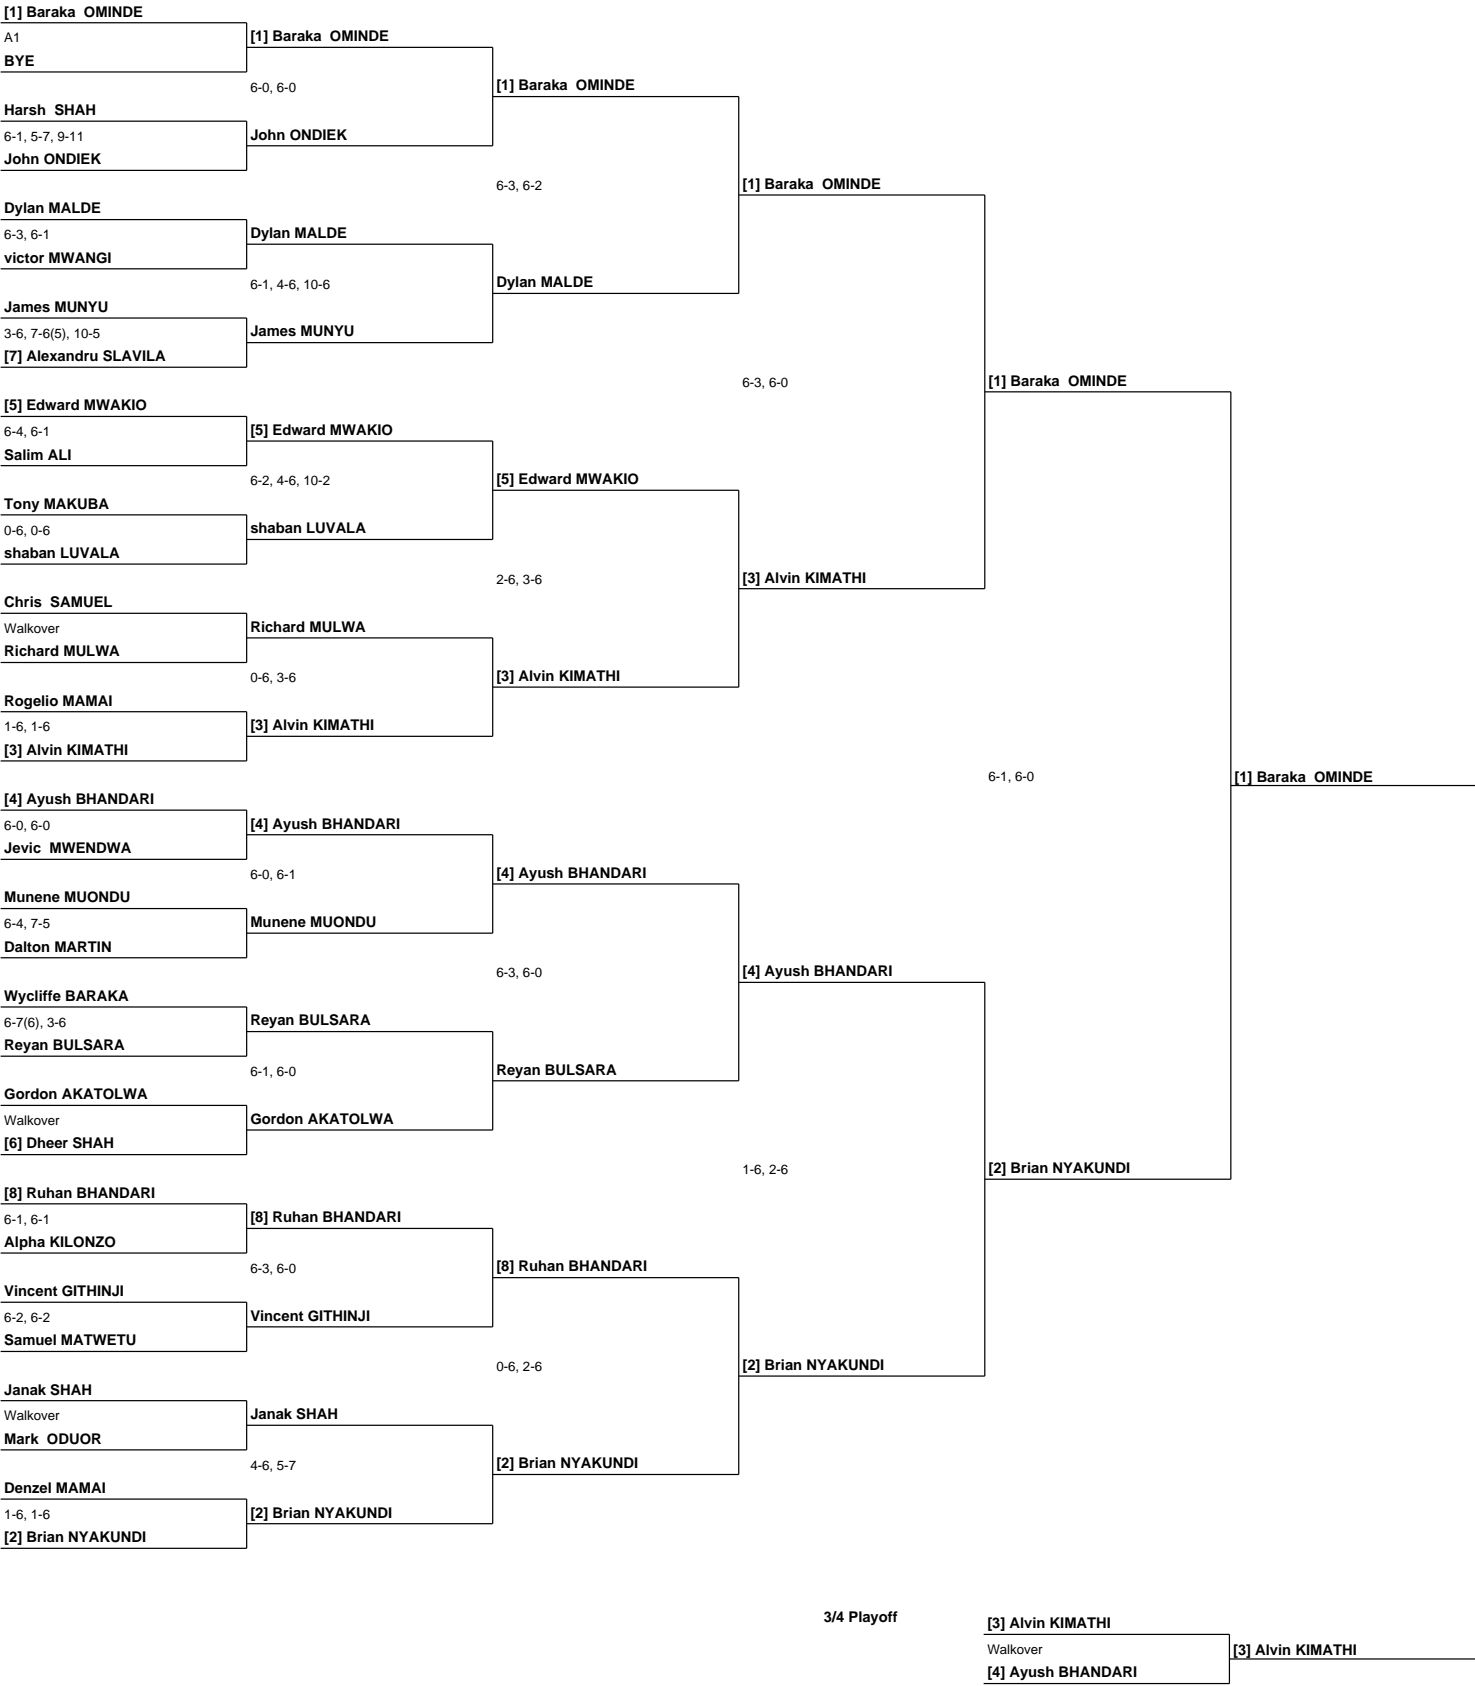 [1] Baraka  OMINDE
A1
BYE
Harsh  SHAH
6-1, 5-7, 9-11
John ONDIEK
Dylan MALDE
6-3, 6-1
victor MWANGI
James MUNYU
3-6, 7-6(5), 10-5
[7] Alexandru SLAVILA
[5] Edward MWAKIO
6-4, 6-1
Salim ALI
Tony MAKUBA
0-6, 0-6
shaban LUVALA
Chris  SAMUEL
Walkover
Richard MULWA
Rogelio MAMAI
1-6, 1-6
[3] Alvin KIMATHI
[4] Ayush BHANDARI
6-0, 6-0
Jevic  MWENDWA
Munene MUONDU
6-4, 7-5
Dalton MARTIN
Wycliffe BARAKA
6-7(6), 3-6
Reyan BULSARA
Gordon AKATOLWA
Walkover
[6] Dheer SHAH
[8] Ruhan BHANDARI
6-1, 6-1
Alpha KILONZO
Vincent GITHINJI
6-2, 6-2
Samuel MATWETU
Janak SHAH
Walkover
Mark  ODUOR
Denzel MAMAI
1-6, 1-6
[2] Brian NYAKUNDI
[1] Baraka  OMINDE
6-0, 6-0
John ONDIEK
Dylan MALDE
6-1, 4-6, 10-6
James MUNYU
[5] Edward MWAKIO
6-2, 4-6, 10-2
shaban LUVALA
Richard MULWA
0-6, 3-6
[3] Alvin KIMATHI
[4] Ayush BHANDARI
6-0, 6-1
Munene MUONDU
Reyan BULSARA
6-1, 6-0
Gordon AKATOLWA
[8] Ruhan BHANDARI
6-3, 6-0
Vincent GITHINJI
Janak SHAH
4-6, 5-7
[2] Brian NYAKUNDI
[1] Baraka  OMINDE
6-3, 6-2
Dylan MALDE
[5] Edward MWAKIO
2-6, 3-6
[3] Alvin KIMATHI
[4] Ayush BHANDARI
6-3, 6-0
Reyan BULSARA
[8] Ruhan BHANDARI
0-6, 2-6
[2] Brian NYAKUNDI
[1] Baraka  OMINDE
6-3, 6-0
[3] Alvin KIMATHI
[4] Ayush BHANDARI
1-6, 2-6
[2] Brian NYAKUNDI
[1] Baraka  OMINDE
6-1, 6-0
[2] Brian NYAKUNDI
[1] Baraka  OMINDE
3/4 Playoff
[3] Alvin KIMATHI
Walkover
[4] Ayush BHANDARI
[3] Alvin KIMATHI